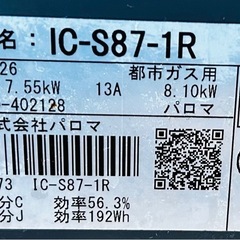 名: IC-S87-1R
26 都市ガス用
7.55kW 13A 8.10kW
-402128 パロマ
式会社パロマ
73 IC-S87-1R
分C 効率56.3%
分J 効率192Wh